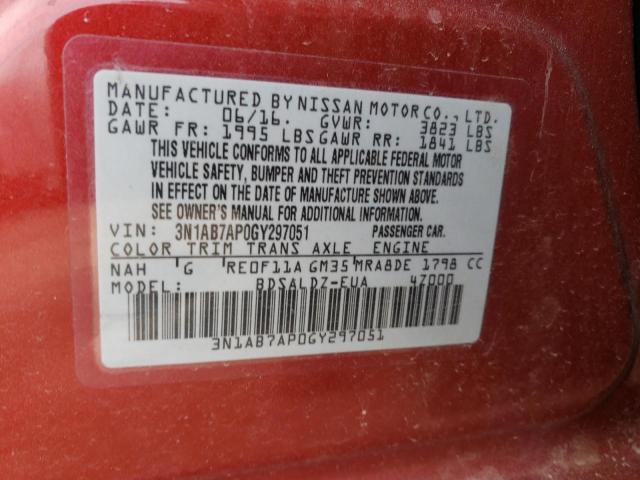 MANUFACTURED BY NISSAN MOTOR CO., LTD.
DATE: 06/16. GVWR: 3823 LBS
GAWR FR: 1995 LBS GAWR RR: 1841 LBS
THIS VEHICLE CONFORMS TO ALL APPLICABLE FEDERAL MOTOR
VEHICLE SAFETY, BUMPER AND THEFT PREVENTION STANDARDS
IN EFFECT ON THE DATE OF MANUFACTURE SHOWN ABOVE.
SEE OWNER'S MANUAL FOR ADDITIONAL INFORMATION.
VIN: 3N1AB7AP0GY297051 PASSENGER CAR.
COLOR TRIM TRANS AXLE ENGINE
NAH G RE0F11A GM35 MRA8DE 1798 CC
MODEL: BDSALDZ-EUA 4Z000
3N1AB7AP0GY297051